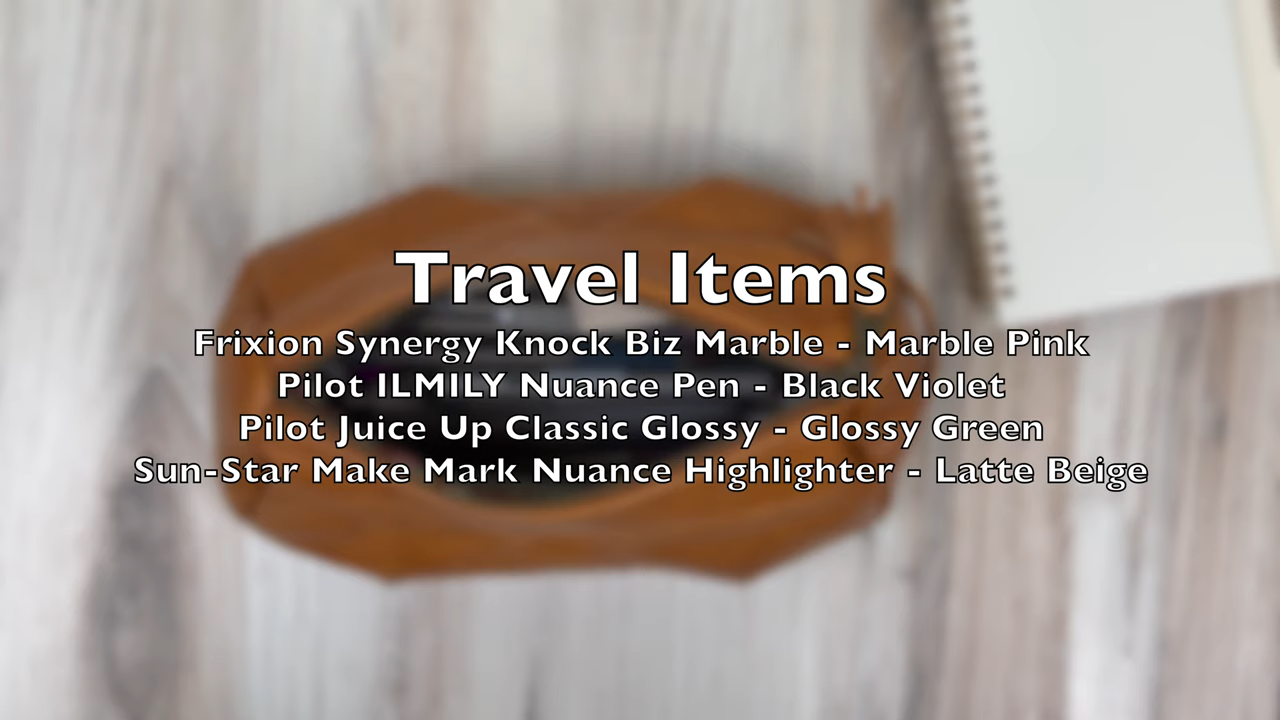 Travel Items
Frixion Synergy Knock Biz Marble - Marble Pink
Pilot ILMILY Nuance Pen - Black Violet
Pilot Juice Up Classic Glossy - Glossy Green
Sun-Star Make Mark Nuance Highlighter - Latte Beige